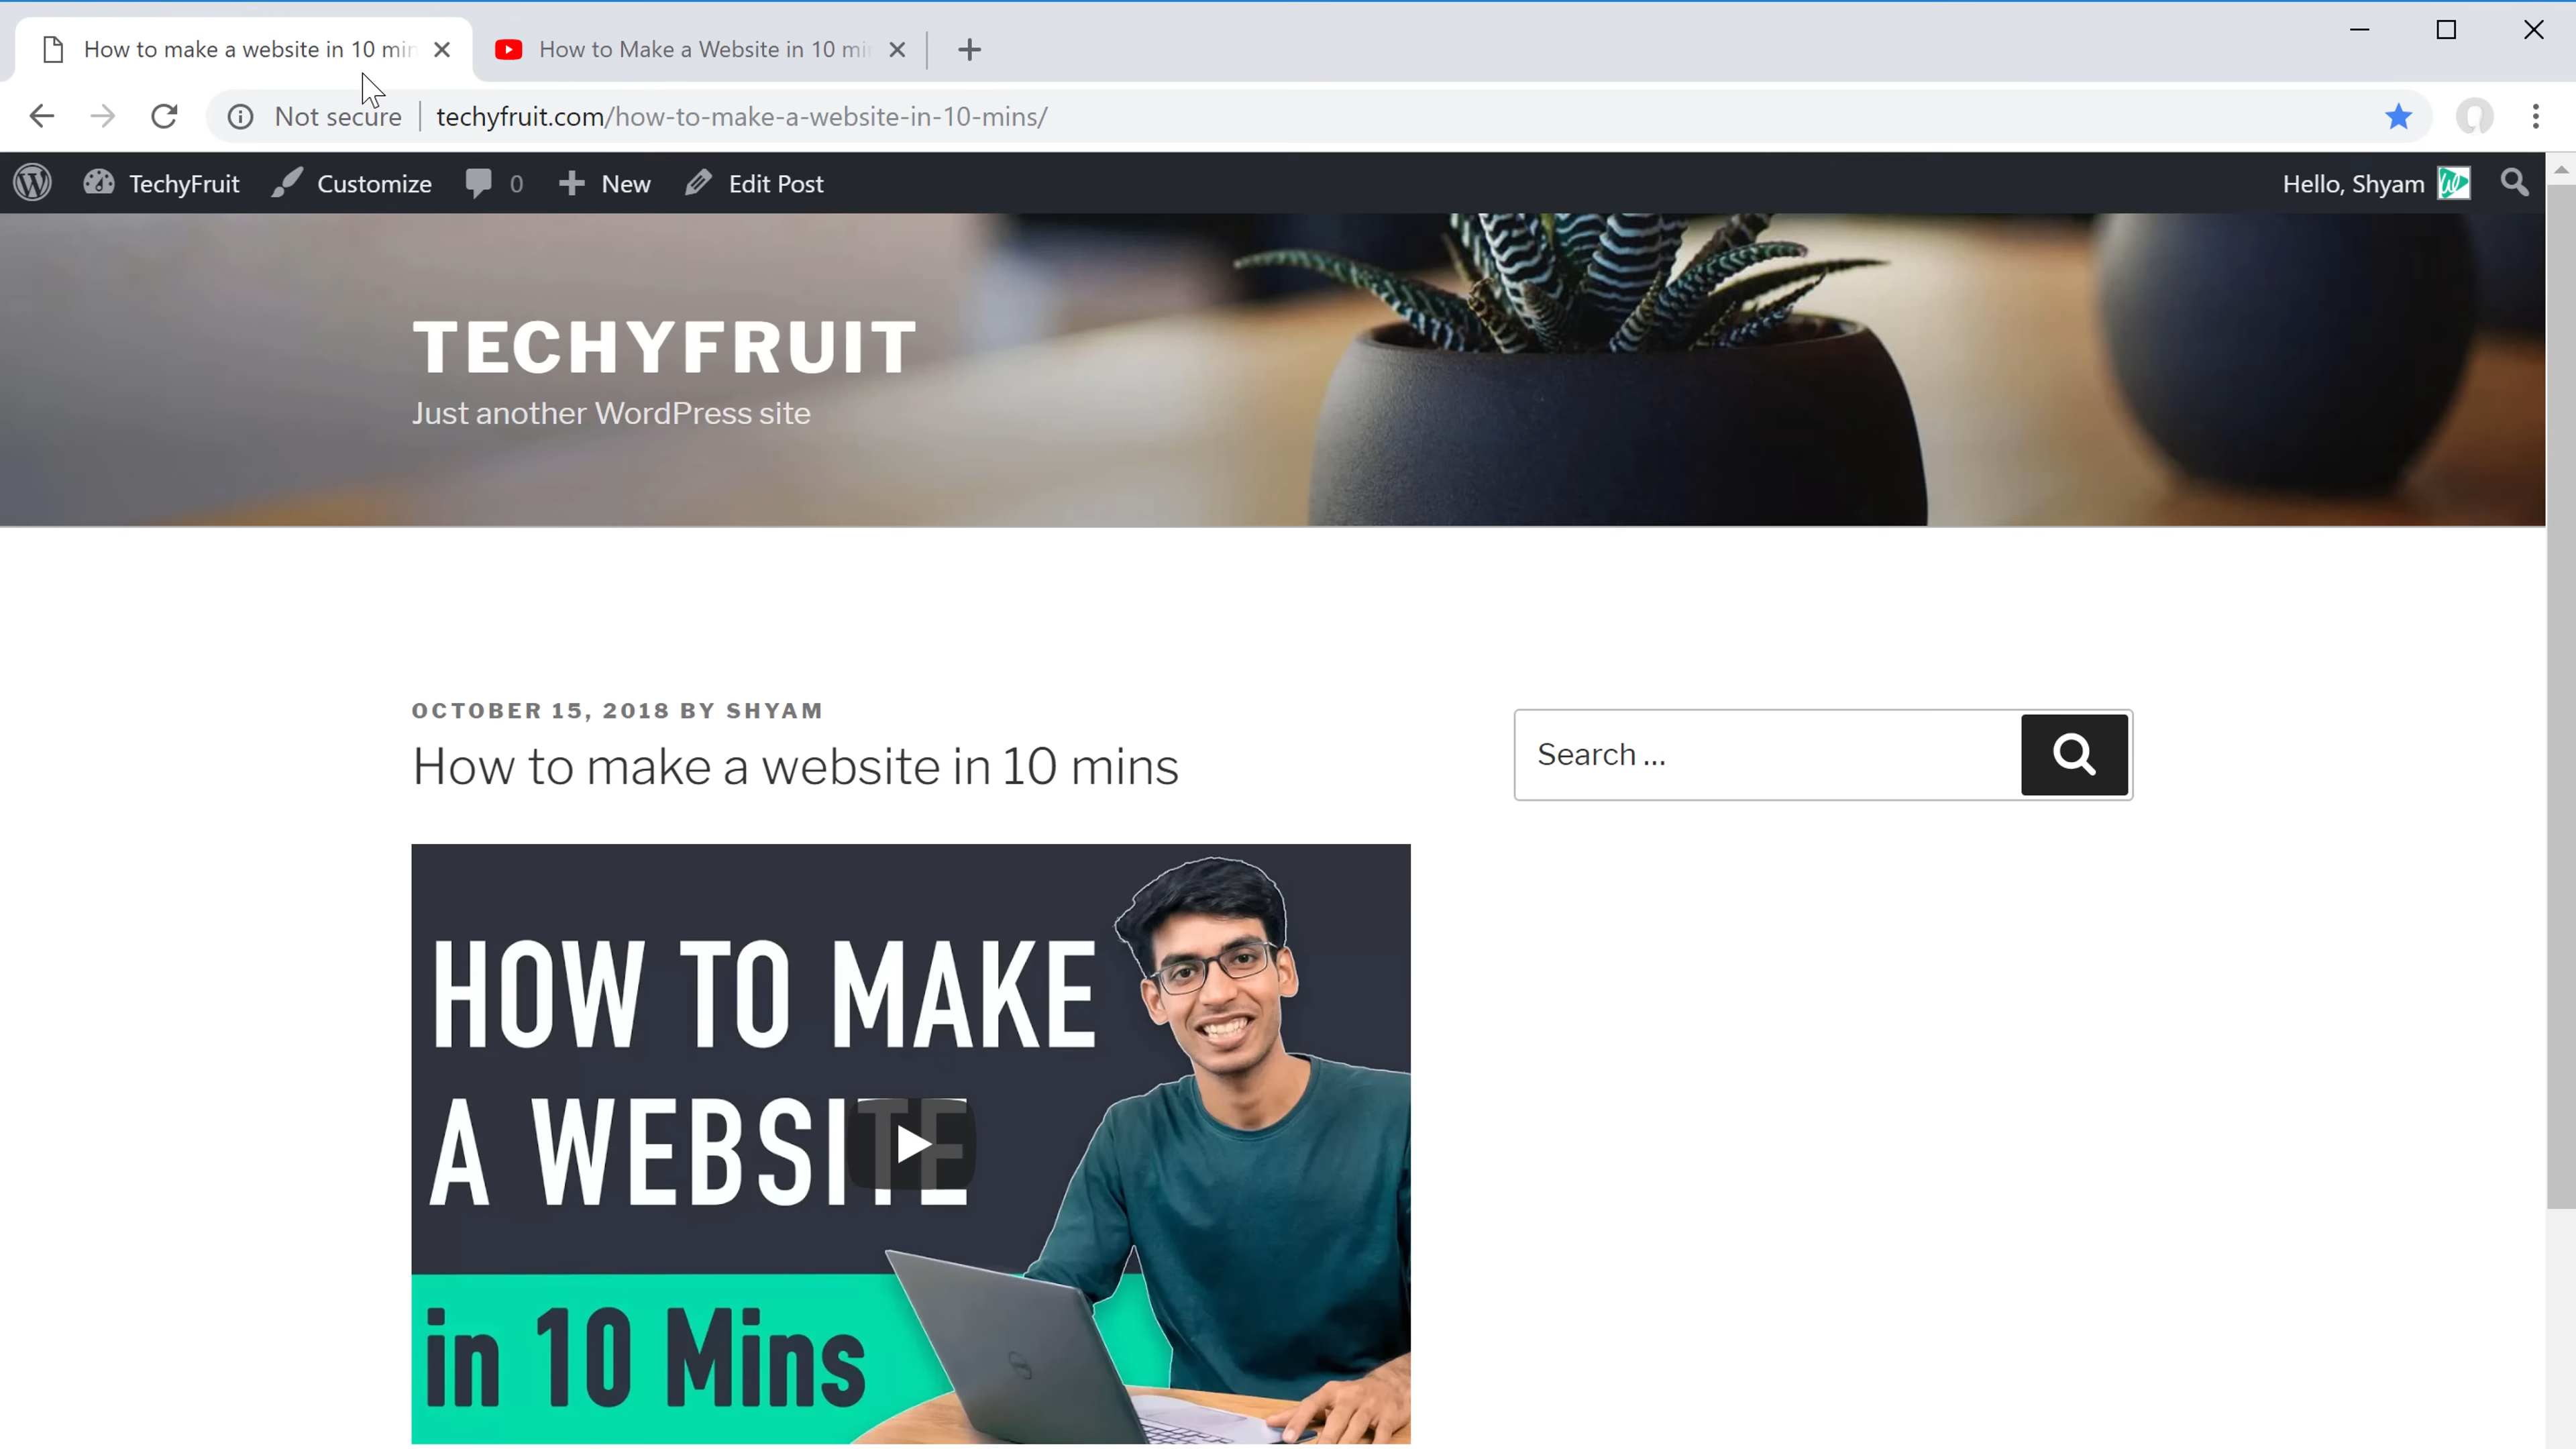 How to make a website in 10 min
How to Make a Website in 10 mi
Not secure
techyfruit.com/how-to-make-a-website-in-10-mins/
TechyFruit
Customize
0
New
Edit Post
Hello, Shyam
TECHYFRUIT
Just another WordPress site
OCTOBER 15, 2018 BY SHYAM
How to make a website in 10 mins
Search ...
HOW TO MAKE
A WEBSITE
in 10 Mins